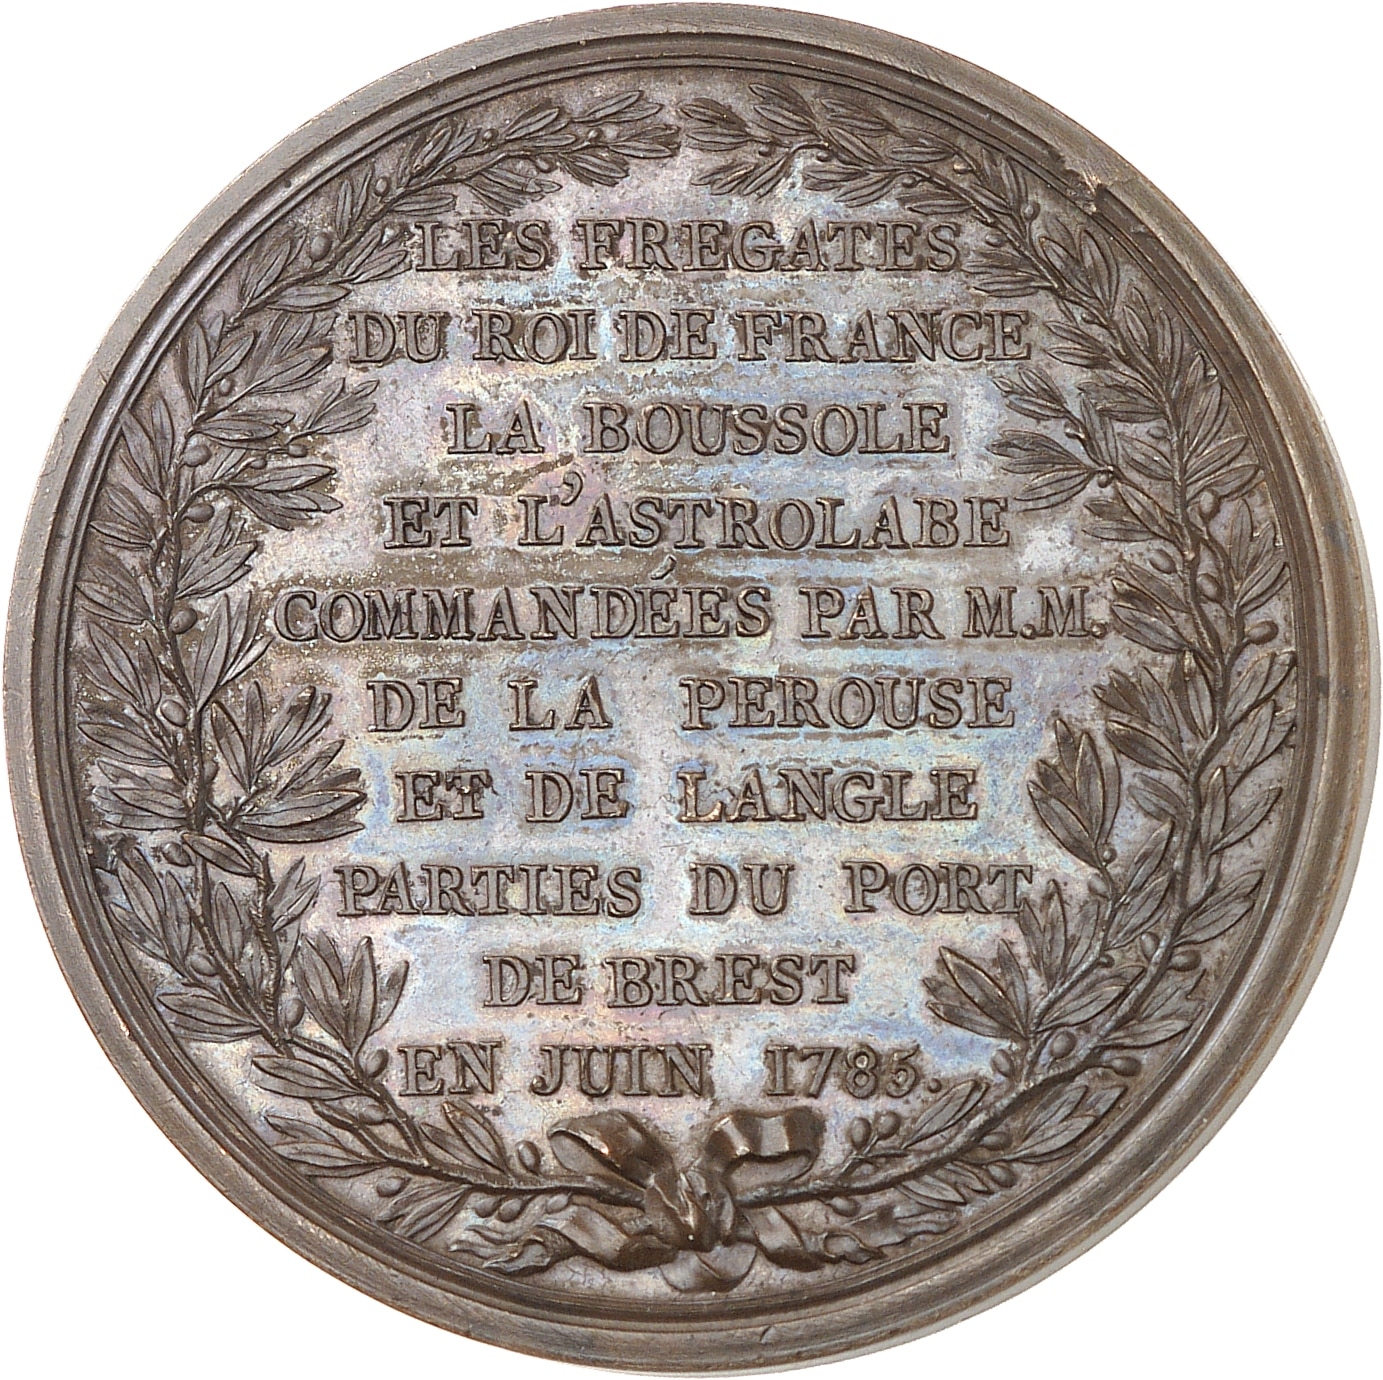 LES FREGATES
DU ROI DE FRANCE
LA BOUSSOLE
ET L'ASTROLABE
COMMANDÉES PAR M.M.
DE LA PEROUSE
ET DE LANGLE
PARTIES DU PORT
DE BREST
EN JUIN 1785.